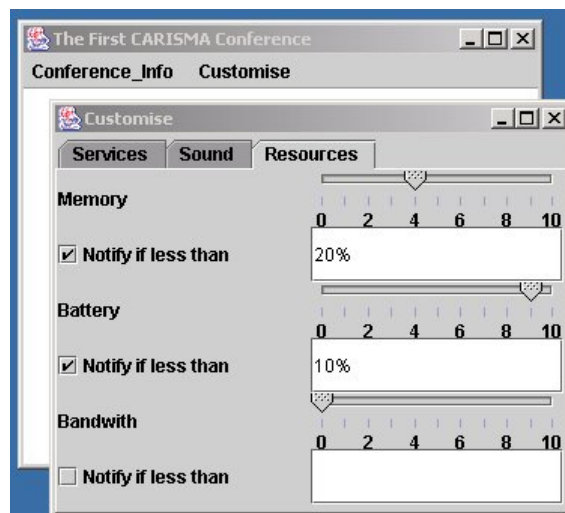 The First CARISMA Conference
Conference_Info Customise
Customise
Services Sound Resources
Memory
0 2 4 6 8 10
Notify if less than 20%
Battery
0 2 4 6 8 10
Notify if less than 10%
Bandwith
0 2 4 6 8 10
Notify if less than